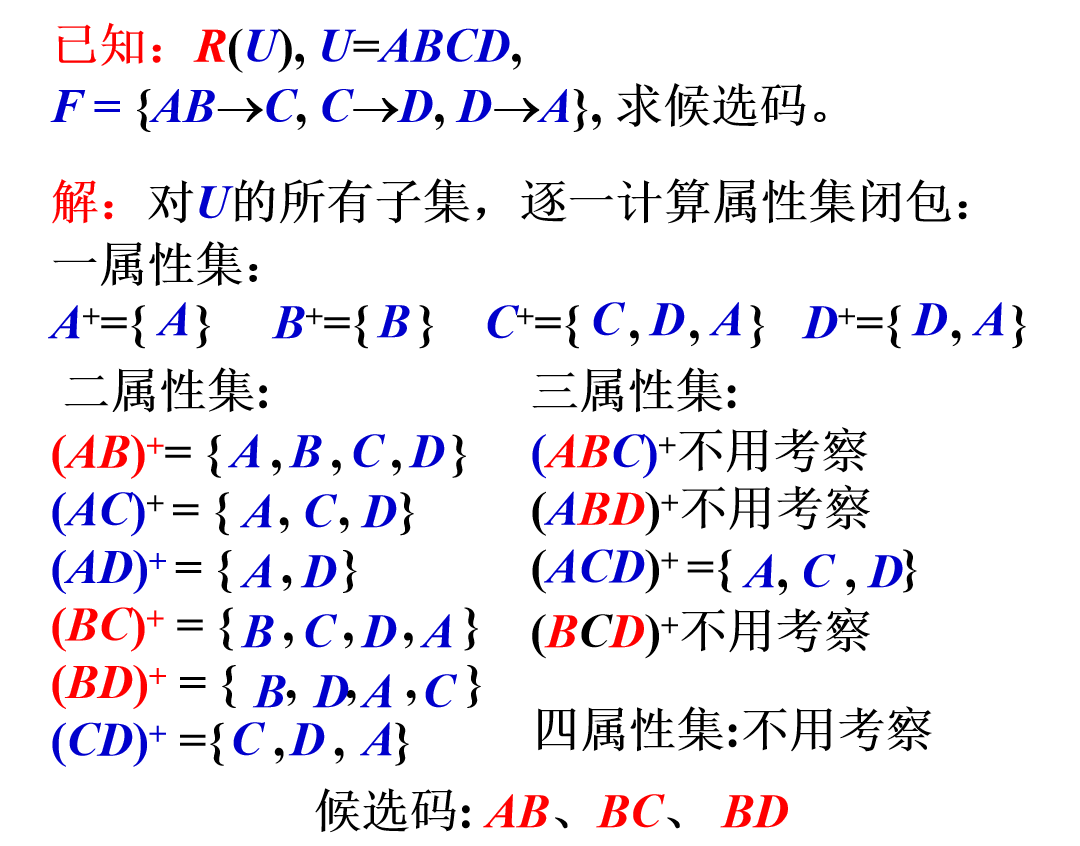 已知：R(U), U=ABCD,
F = {AB→C, C→D, D→A}, 求候选码。
解：对U的所有子集，逐一计算属性集闭包：
一属性集：
A+={ A } B+={ B } C+={ C , D , A } D+={ D , A }
二属性集:
(AB)+= { A , B , C , D }
(AC)+ = { A , C , D}
(AD)+ = { A , D }
(BC)+ = { B , C , D , A }
(BD)+ = { B , D , A , C }
(CD)+ ={ C , D , A}
三属性集:
(ABC)+不用考察
(ABD)+不用考察
(ACD)+ ={ A , C , D}
(BCD)+不用考察
四属性集:不用考察
候选码: AB、BC、 BD